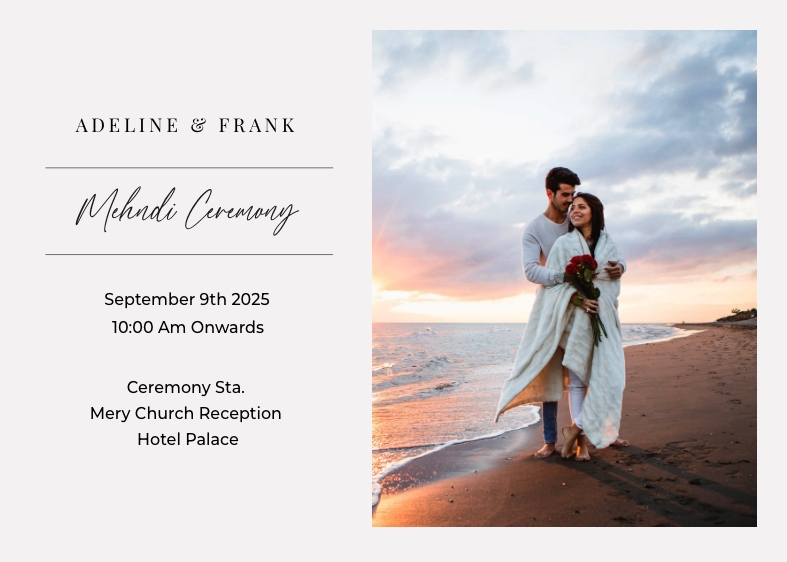 ADELINE & FRANK
Mehndi Ceremony
September 9th 2025
10:00 Am Onwards
Ceremony Sta.
Mery Church Reception
Hotel Palace